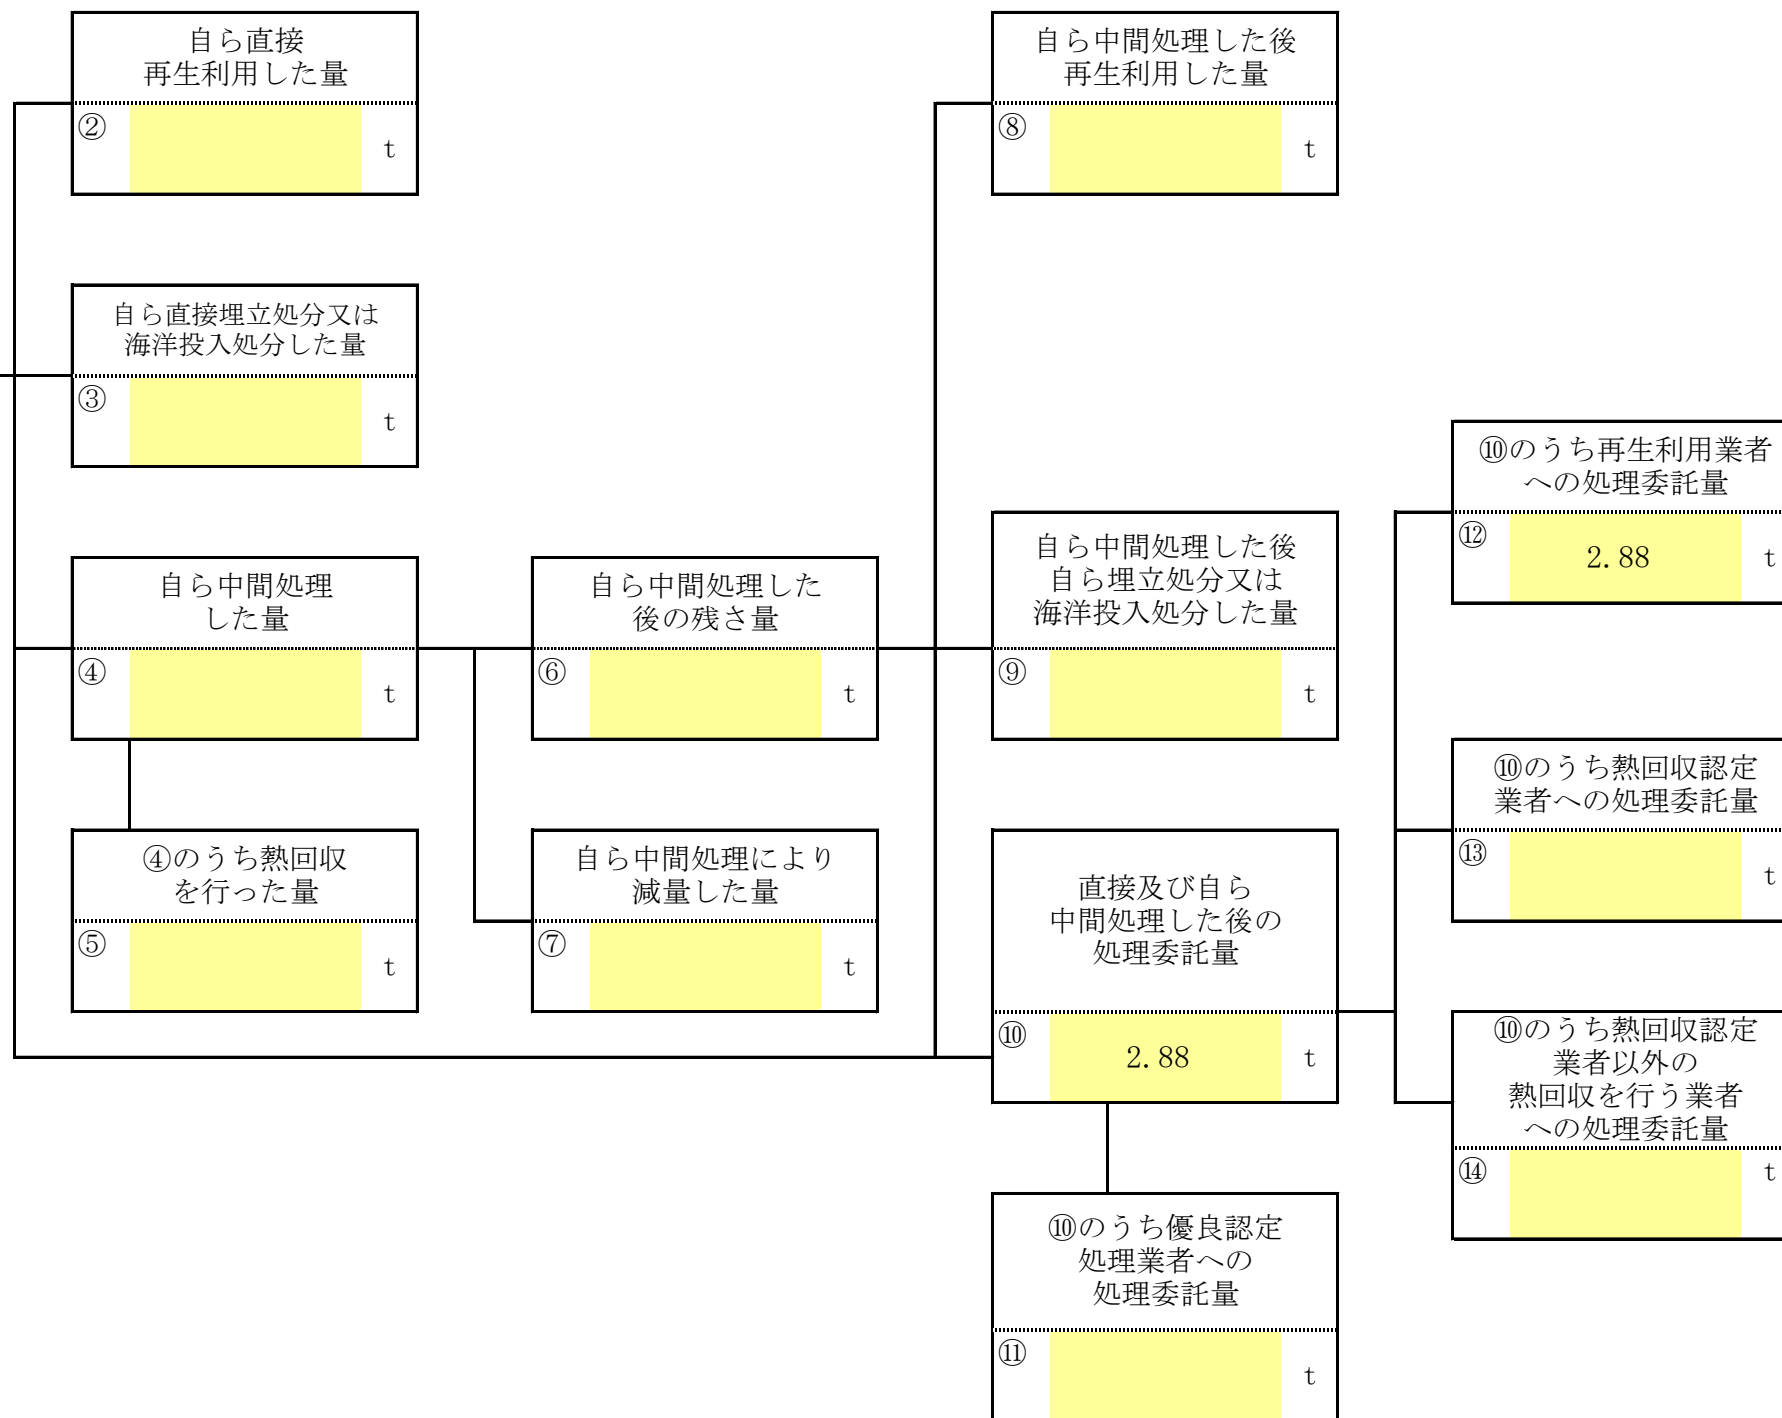 自ら直接
再生利用した量
②
t
自ら中間処理した後
再生利用した量
⑧
t
自ら直接埋立処分又は
海洋投入処分した量
③
t
⑩のうち再生利用業者
への処理委託量
⑫
2.88
t
自ら中間処理
した量
④
t
自ら中間処理した
後の残さ量
⑥
t
自ら中間処理した後
自ら埋立処分又は
海洋投入処分した量
⑨
t
⑩のうち熱回収認定
業者への処理委託量
⑬
t
④のうち熱回収
を行った量
⑤
t
自ら中間処理により
減量した量
⑦
t
直接及び自ら
中間処理した後の
処理委託量
⑩
2.88
t
⑩のうち熱回収認定
業者以外の
熱回収を行う業者
への処理委託量
⑭
t
⑩のうち優良認定
処理業者への
処理委託量
⑪
t